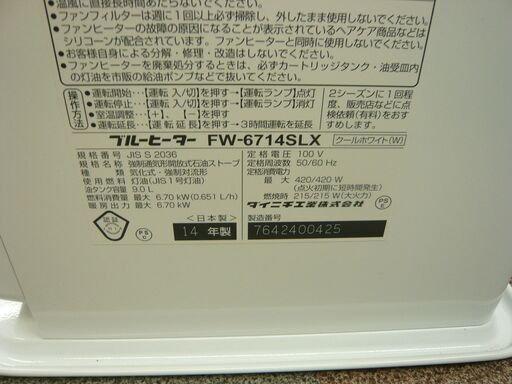 ●温風に直接長時間あたらないでください。
●ファンフィルターは週に1回以上必ず掃除し、外したまま使用しないでください。
●ファンヒーターの故障の原因になることが言われているヘアケア商品などは
シリコーンが配合されています。ファンヒーターと同時に使用しないでください。
●お客様自身による分解・修理・改造はしないでください。
●ファンヒーターを廃棄処分するときは、必ずカートリッジタンク・油受皿内
の灯油を市販の給油ポンプなどで抜いてください。
操作方法
●運転開始…［運転 入/切］を押す→［運転ランプ］点灯
●運転停止…［運転 入/切］を押す→［運転ランプ］消灯
●室温調整…［＋］、［－］を押す
●運転延長…［運転延長］を押す→3時間運転を延長
2シーズンに1回程
度、販売店などに点
検依頼(有料)をおす
すめします。
ブルーヒーター FW-6714SLX クールホワイト(W)
規格番号 JIS S 2036
規格名称 強制通気形開放式石油ストーブ
種類 気化式・強制対流形
使用燃料 灯油(JIS1号灯油)
油タンク容量 9.0 L
燃料消費量 最大 6.70 kW(0.651 L/h)
暖房出力 最大 6.70 kW
定格電圧 100 V
定格周波数 50/60 Hz
定格消費電力
最大 420/420 W
(点火初期に短時間発生)
燃焼時 215/215 W(大火力)
ダイニチ工業株式会社
認証
PSC
<日本製>
14 年製
製造番号
7642400425
PSE